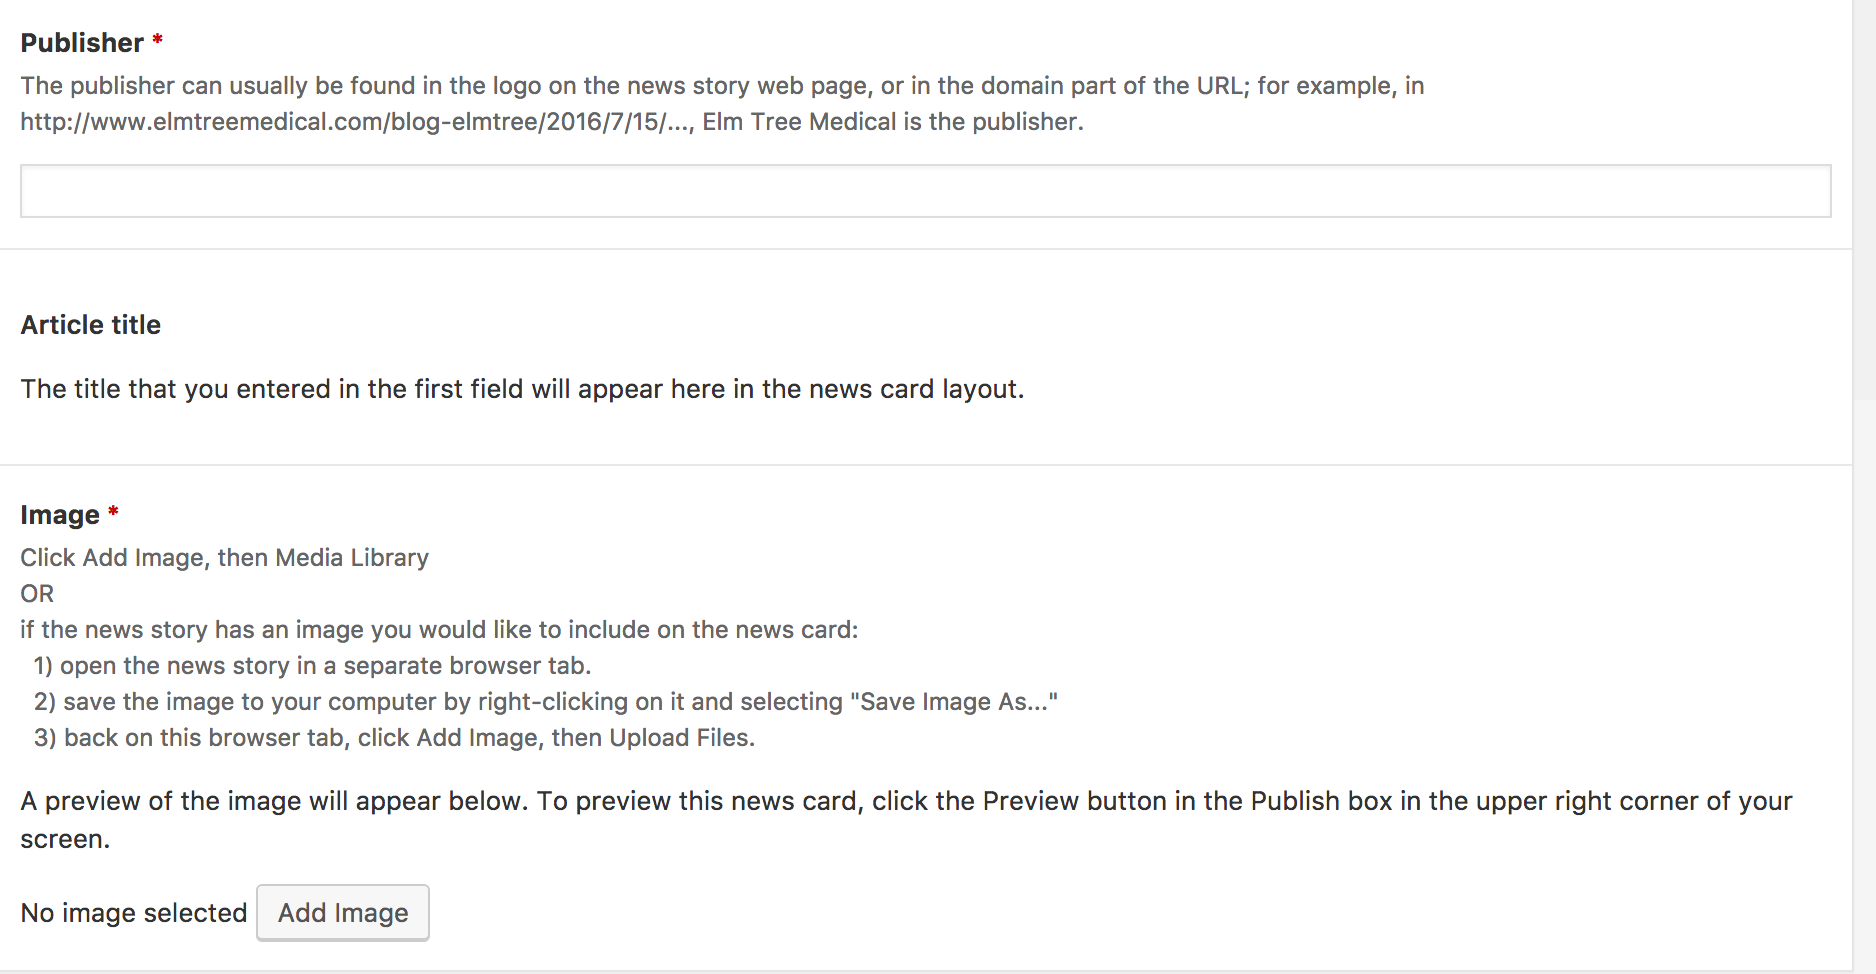 Publisher *
The publisher can usually be found in the logo on the news story web page, or in the domain part of the URL; for example, in
http://www.elmtreemedical.com/blog-elmtree/2016/7/15/..., Elm Tree Medical is the publisher.
Article title
The title that you entered in the first field will appear here in the news card layout.
Image *
Click Add Image, then Media Library
OR
if the news story has an image you would like to include on the news card:
1) open the news story in a separate browser tab.
2) save the image to your computer by right-clicking on it and selecting "Save Image As..."
3) back on this browser tab, click Add Image, then Upload Files.
A preview of the image will appear below. To preview this news card, click the Preview button in the Publish box in the upper right corner of your
screen.
No image selected Add Image